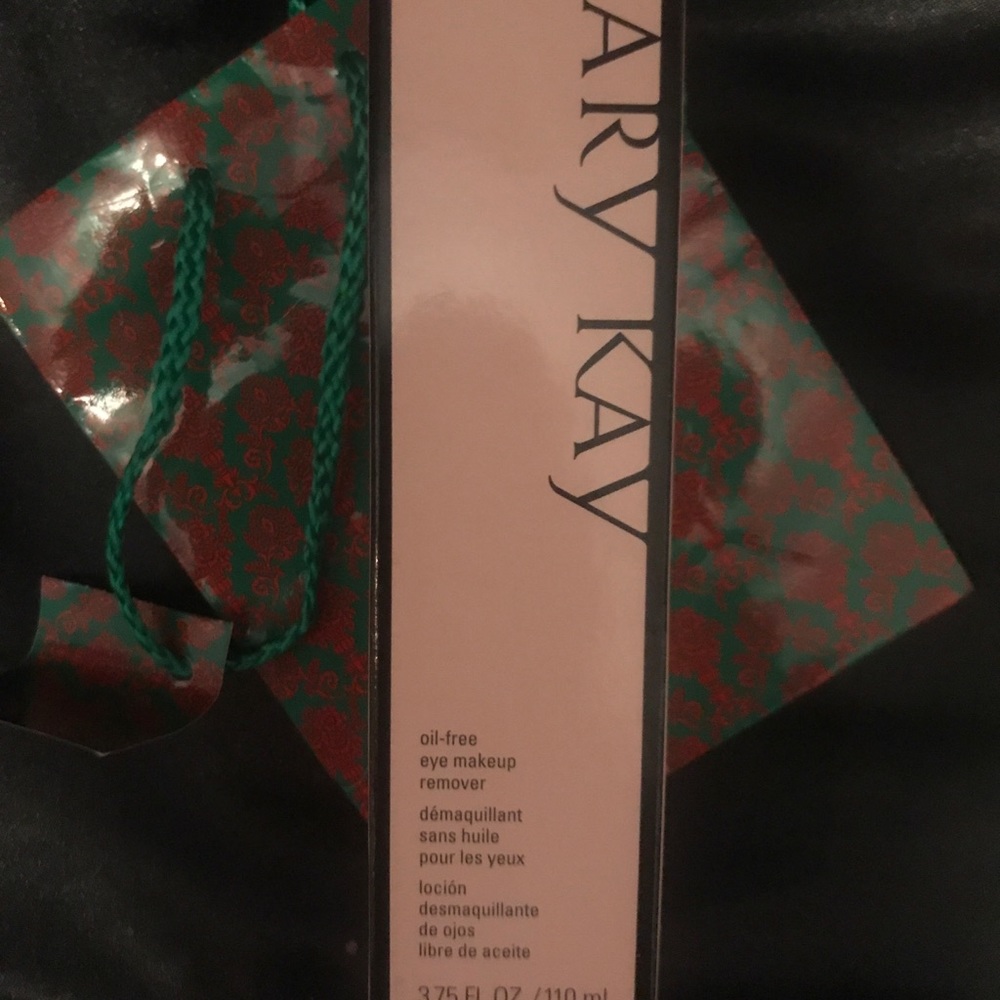 ARY KAY
oil-free
eye makeup
remover
démaquillant
sans huile
pour les yeux
loción
desmaquillante
de ojos
libre de aceite
3.75 FL. OZ. / 110 mL